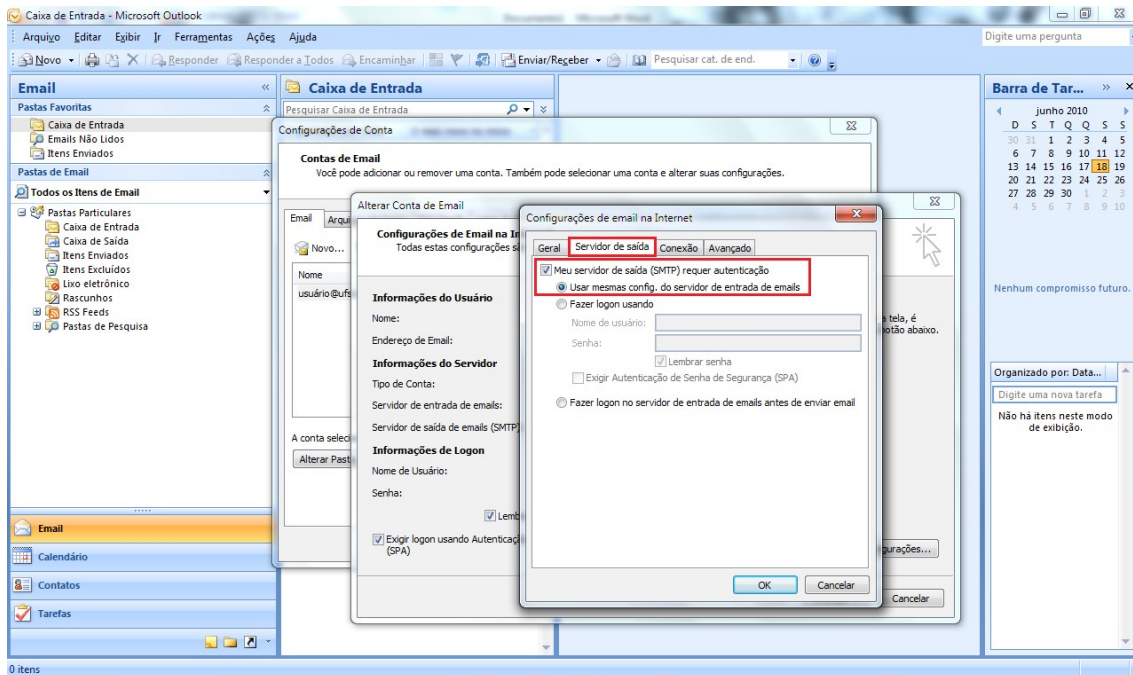 Caixa de Entrada - Microsoft Outlook
Arquivo Editar Exibir Ir Ferramentas Ações Ajuda
Digite uma pergunta
Novo Responder Responder a Todos Encaminhar Enviar/Receber Pesquisar cat. de end.
Email
Pastas Favoritas
Caixa de Entrada
Emails Não Lidos
Itens Enviados
Pastas de Email
Todos os Itens de Email
Pastas Particulares
Caixa de Entrada
Caixa de Saída
Itens Enviados
Itens Excluídos
Lixo eletrônico
Rascunhos
RSS Feeds
Pastas de Pesquisa
Email
Calendário
Contatos
Tarefas
0 itens
Caixa de Entrada
Pesquisar Caixa de Entrada
Configurações de Conta
Contas de Email
Você pode adicionar ou remover uma conta. Também pode selecionar uma conta e alterar suas configurações.
Email Arqui
Novo...
Nome
usuário@ufs
A conta seleci
Alterar Past
Alterar Conta de Email
Configurações de Email na In
Todas estas configurações sã
Informações do Usuário
Nome:
Endereço de Email:
Informações do Servidor
Tipo de Conta:
Servidor de entrada de emails:
Servidor de saída de emails (SMTP)
Informações de Logon
Nome de Usuário:
Senha:
Lemb
Exigir logon usando Autenticaç
(SPA)
a tela, é
botão abaixo.
gurações...
Cancelar
Configurações de email na Internet
Geral Servidor de saída Conexão Avançado
Meu servidor de saída (SMTP) requer autenticação
Usar mesmas config. do servidor de entrada de emails
Fazer logon usando
Nome de usuário:
Senha:
Lembrar senha
Exigir Autenticação de Senha de Segurança (SPA)
Fazer logon no servidor de entrada de emails antes de enviar email
OK Cancelar
Barra de Tar...
junho 2010
D S T Q Q S S
30 31 1 2 3 4 5
6 7 8 9 10 11 12
13 14 15 16 17 18 19
20 21 22 23 24 25 26
27 28 29 30 1 2 3
4 5 6 7 8 9 10
Nenhum compromisso futuro.
Organizado por: Data...
Digite uma nova tarefa
Não há itens neste modo
de exibição.